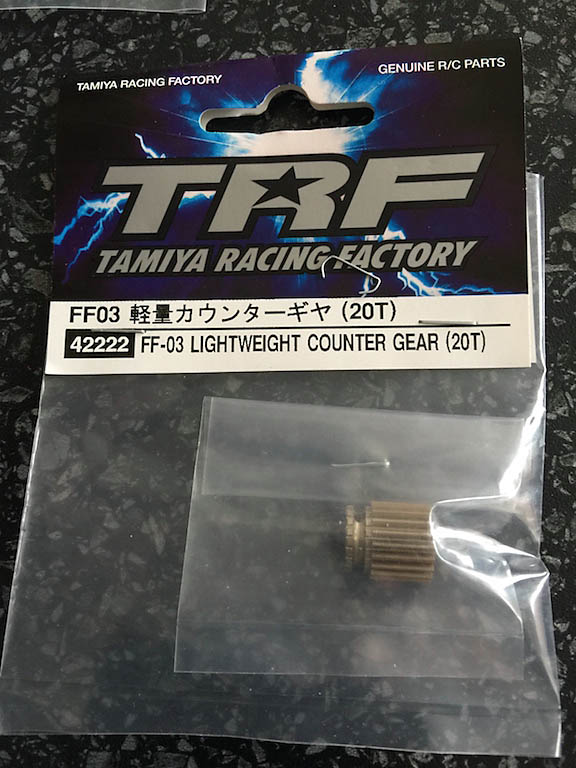 TAMIYA RACING FACTORY
GENUINE R/C PARTS
TRF
TAMIYA RACING FACTORY
FF03 軽量カウンターギヤ (20T)
42222 FF-03 LIGHTWEIGHT COUNTER GEAR (20T)